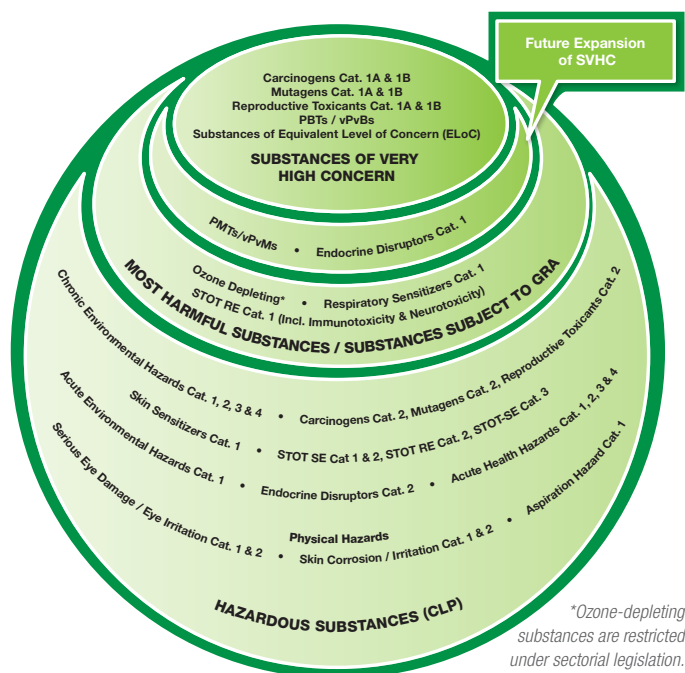 Future Expansion
of SVHC
Carcinogens Cat. 1A & 1B
Mutagens Cat. 1A & 1B
Reproductive Toxicants Cat. 1A & 1B
PBTs / vPvBs
Substances of Equivalent Level of Concern (ELoC)
SUBSTANCES OF VERY
HIGH CONCERN
PMTs/vPvMs • Endocrine Disruptors Cat. 1
Ozone Depleting* • Respiratory Sensitizers Cat. 1
STOT RE Cat. 1 (Incl. Immunotoxicity & Neurotoxicity)
MOST HARMFUL SUBSTANCES / SUBSTANCES SUBJECT TO GRA
Chronic Environmental Hazards Cat. 1, 2, 3 & 4 • Carcinogens Cat. 2, Mutagens Cat. 2, Reproductive Toxicants Cat. 2
Skin Sensitizers Cat. 1 • STOT SE Cat 1 & 2, STOT RE Cat. 2, STOT-SE Cat. 3
Acute Environmental Hazards Cat. 1 • Endocrine Disruptors Cat. 2 • Acute Health Hazards Cat. 1, 2, 3 & 4
Physical Hazards
Serious Eye Damage / Eye Irritation Cat. 1 & 2 • Skin Corrosion / Irritation Cat. 1 & 2 • Aspiration Hazard Cat. 1
HAZARDOUS SUBSTANCES (CLP)
*Ozone-depleting
substances are restricted
under sectorial legislation.